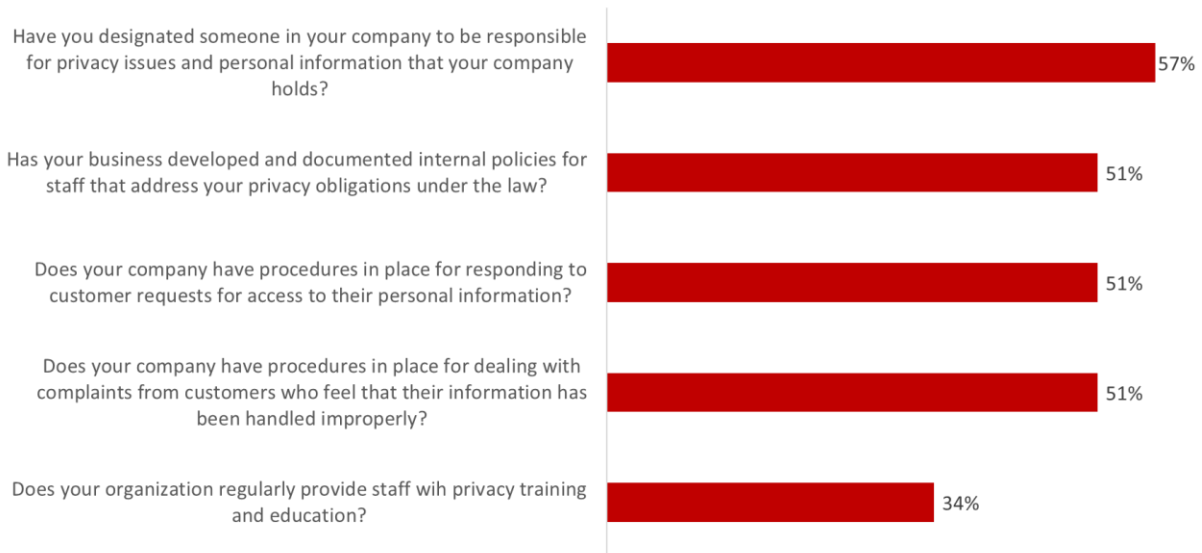 Have you designated someone in your company to be responsible
for privacy issues and personal information that your company
holds?
57%
Has your business developed and documented internal policies for
staff that address your privacy obligations under the law?
51%
Does your company have procedures in place for responding to
customer requests for access to their personal information?
51%
Does your company have procedures in place for dealing with
complaints from customers who feel that their information has
been handled improperly?
51%
Does your organization regularly provide staff wih privacy training
and education?
34%